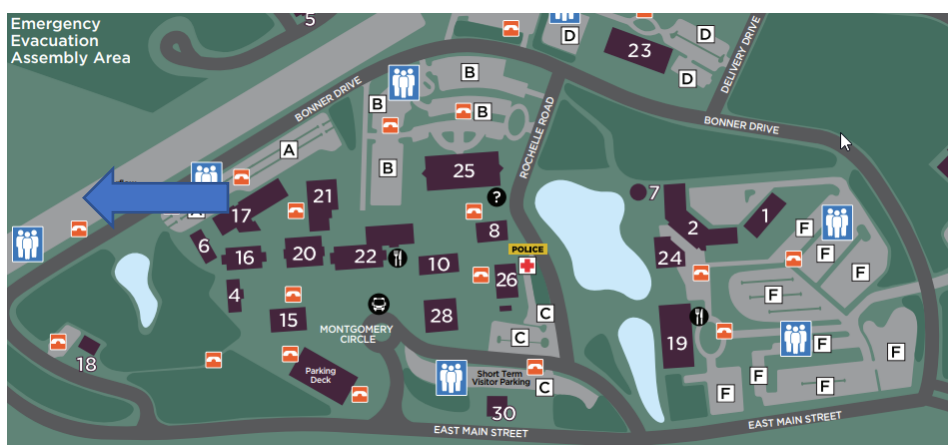 Emergency
Evacuation
Assembly Area
5
D
D
D
23
DELIVERY DRIVE
BONNER DRIVE
BONNER DRIVE
B
B
B
B
A
ROCHELLE ROAD
25
?
21
17
6
16
20
22
10
8
POLICE
26
4
15
28
MONTGOMERY
CIRCLE
C
C
C
7
2
1
24
19
F
F
F
F
F
F
F
F
F
18
Parking
Deck
Short Term
Visitor Parking
30
EAST MAIN STREET
EAST MAIN STREET